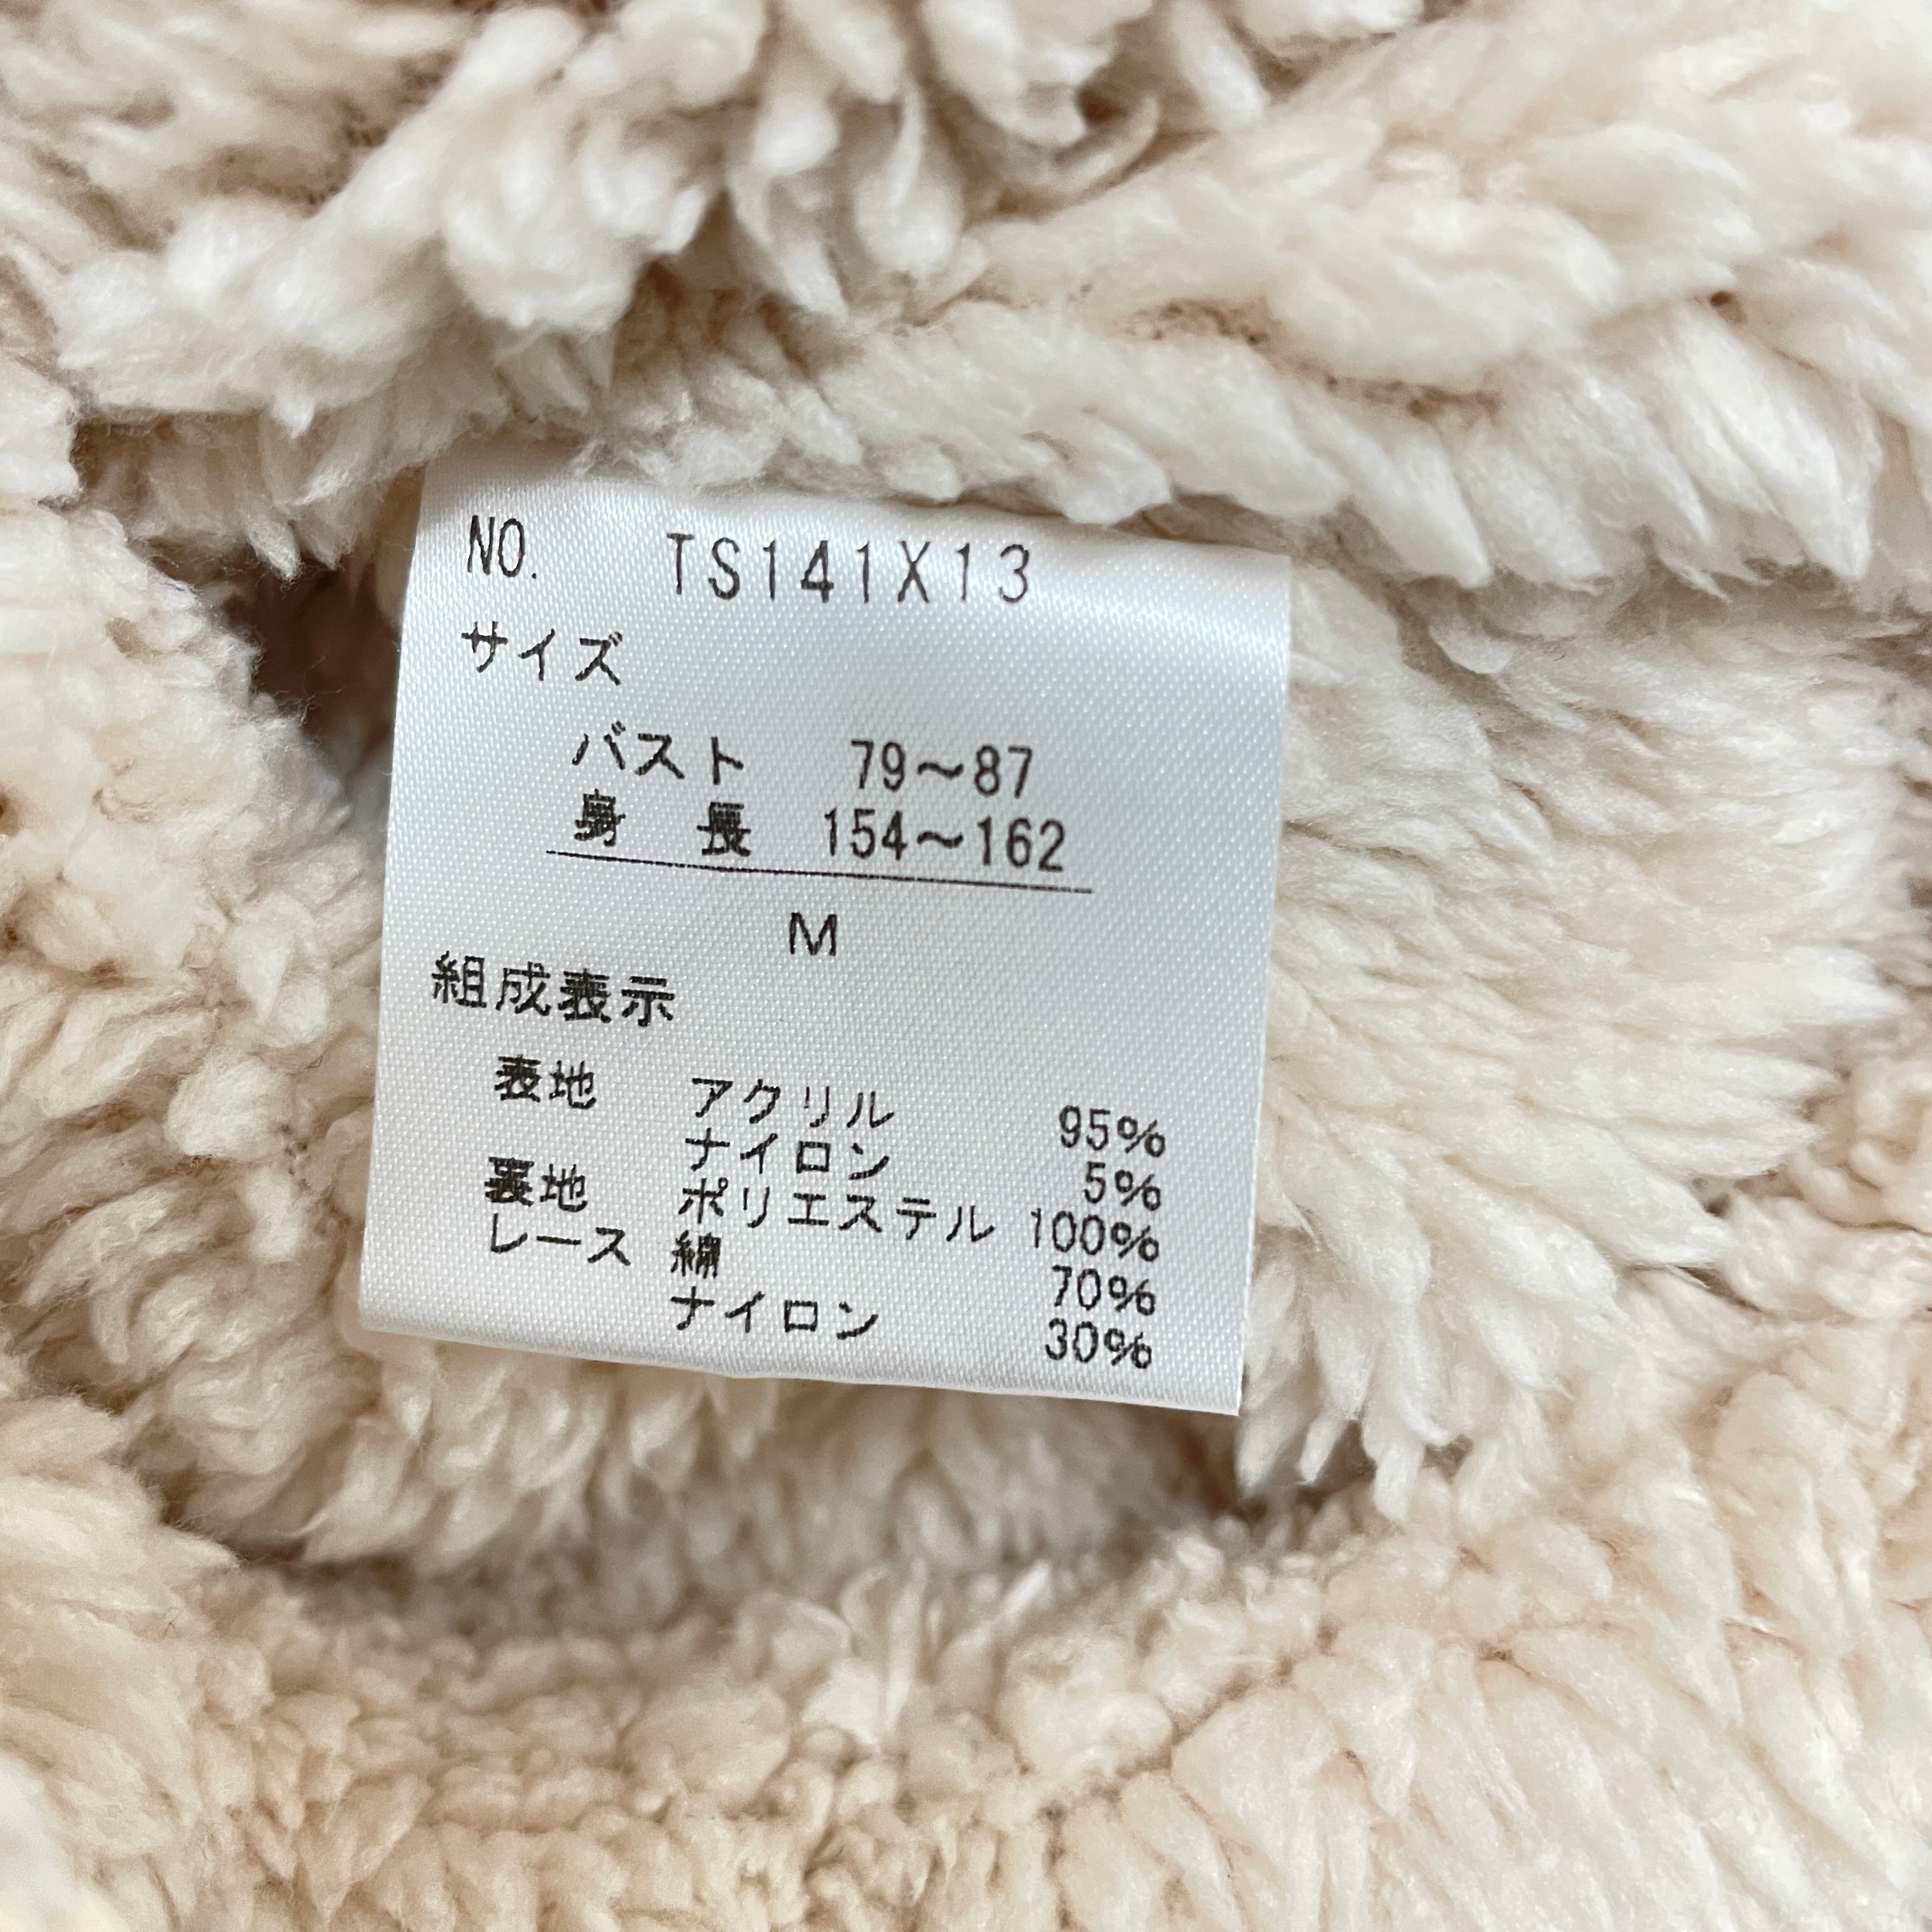 NO. TS141X13
サイズ
バスト 79～87
身長 154～162
M
組成表示
表地 アクリル 95%
ナイロン 5%
裏地 ポリエステル 100%
レース 綿 70%
ナイロン 30%